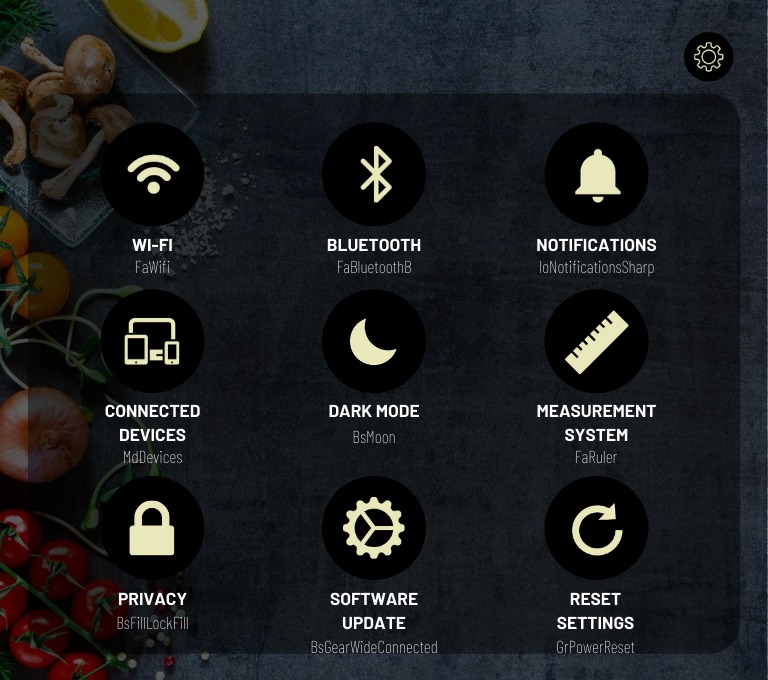 WI-FI
FaWifi
BLUETOOTH
FaBluetoothB
NOTIFICATIONS
IoNotificationsSharp
CONNECTED
DEVICES
MdDevices
DARK MODE
BsMoon
MEASUREMENT
SYSTEM
FaRuler
PRIVACY
BsFillLockFill
SOFTWARE
UPDATE
BsGearWideConnected
RESET
SETTINGS
GrPowerReset